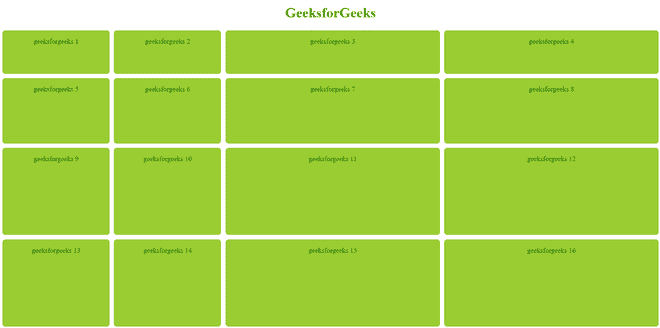 GeeksforGeeks
geeksforgeeks 1
geeksforgeeks 2
geeksforgeeks 3
geeksforgeeks 4
geeksforgeeks 5
geeksforgeeks 6
geeksforgeeks 7
geeksforgeeks 8
geeksforgeeks 9
geeksforgeeks 10
geeksforgeeks 11
geeksforgeeks 12
geeksforgeeks 13
geeksforgeeks 14
geeksforgeeks 15
geeksforgeeks 16